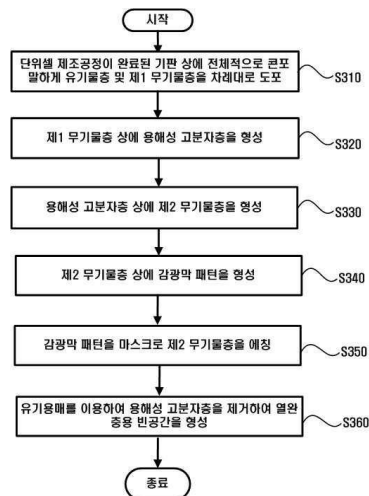 시작
단위셀 제조공정이 완료된 기판 상에 전체적으로 콘포
말하게 유기물층 및 제1 무기물층을 차례대로 도포
S310
제1 무기물층 상에 용해성 고분자층을 형성
S320
용해성 고분자층 상에 제2 무기물층을 형성
S330
제2 무기물층 상에 감광막 패턴을 형성
S340
감광막 패턴을 마스크로 제2 무기물층을 에칭
S350
유기용매를 이용하여 용해성 고분자층을 제거하여 열완
충용 빈공간을 형성
S360
종료